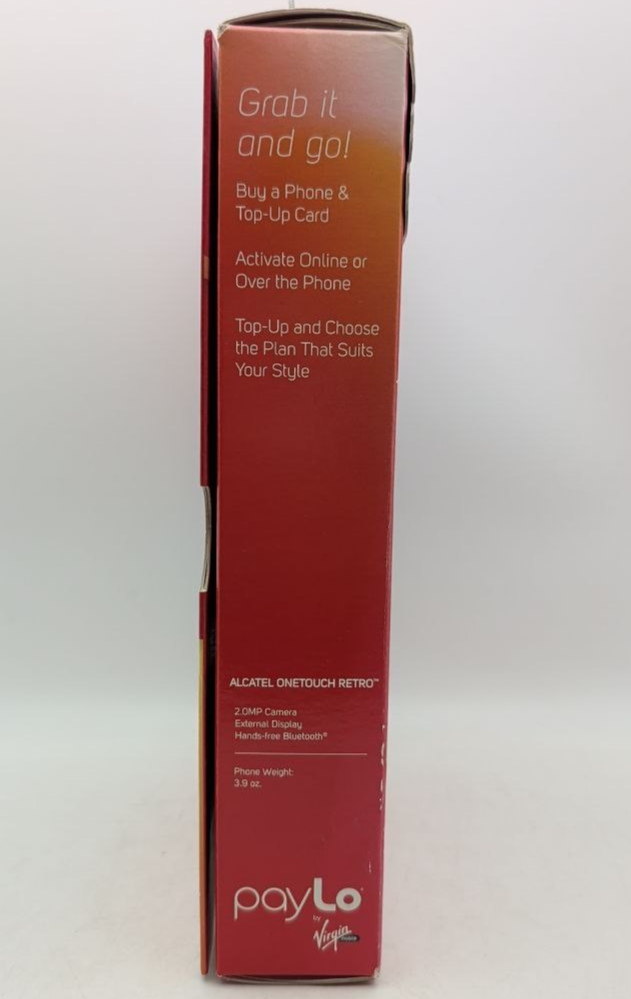 Grab it
and go!
Buy a Phone &
Top-Up Card
Activate Online or
Over the Phone
Top-Up and Choose
the Plan That Suits
Your Style
ALCATEL ONETOUCH RETRO™
2.0MP Camera
External Display
Hands-free Bluetooth®
Phone Weight:
3.9 oz.
payLo
by
Virgin
mobile